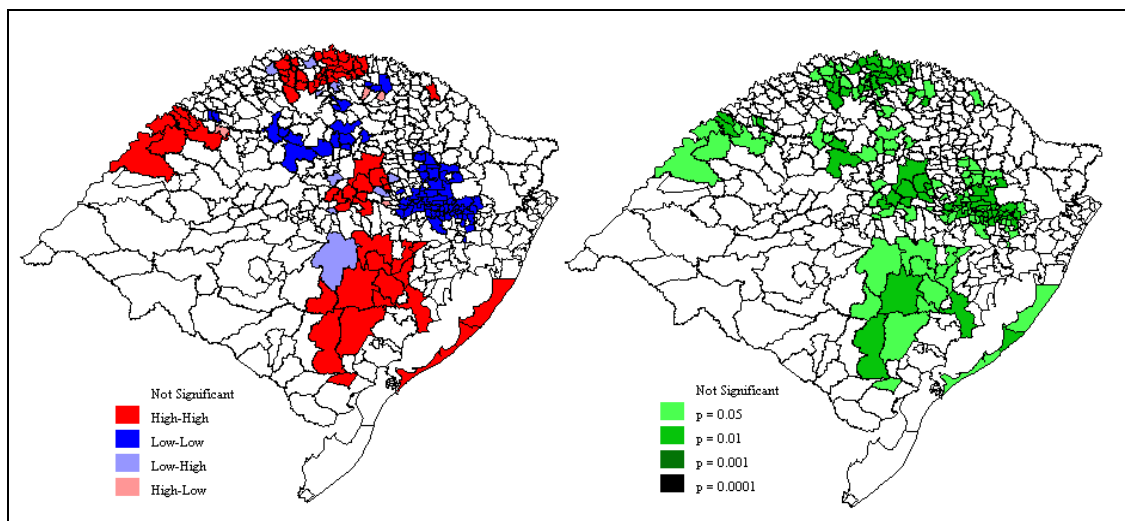 Not Significant
High-High
Low-Low
Low-High
High-Low
Not Significant
p = 0.05
p = 0.01
p = 0.001
p = 0.0001